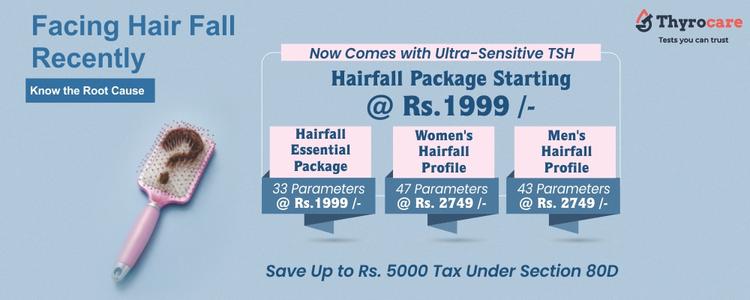 Facing Hair Fall
Recently
Know the Root Cause
Thyrocare
Tests you can trust
Now Comes with Ultra-Sensitive TSH
Hairfall Package Starting
@ Rs.1999 /-
Hairfall
Essential
Package
33 Parameters
@ Rs.1999 /-
Women's
Hairfall
Profile
47 Parameters
@ Rs. 2749 /-
Men's
Hairfall
Profile
43 Parameters
@ Rs. 2749 /-
Save Up to Rs. 5000 Tax Under Section 80D